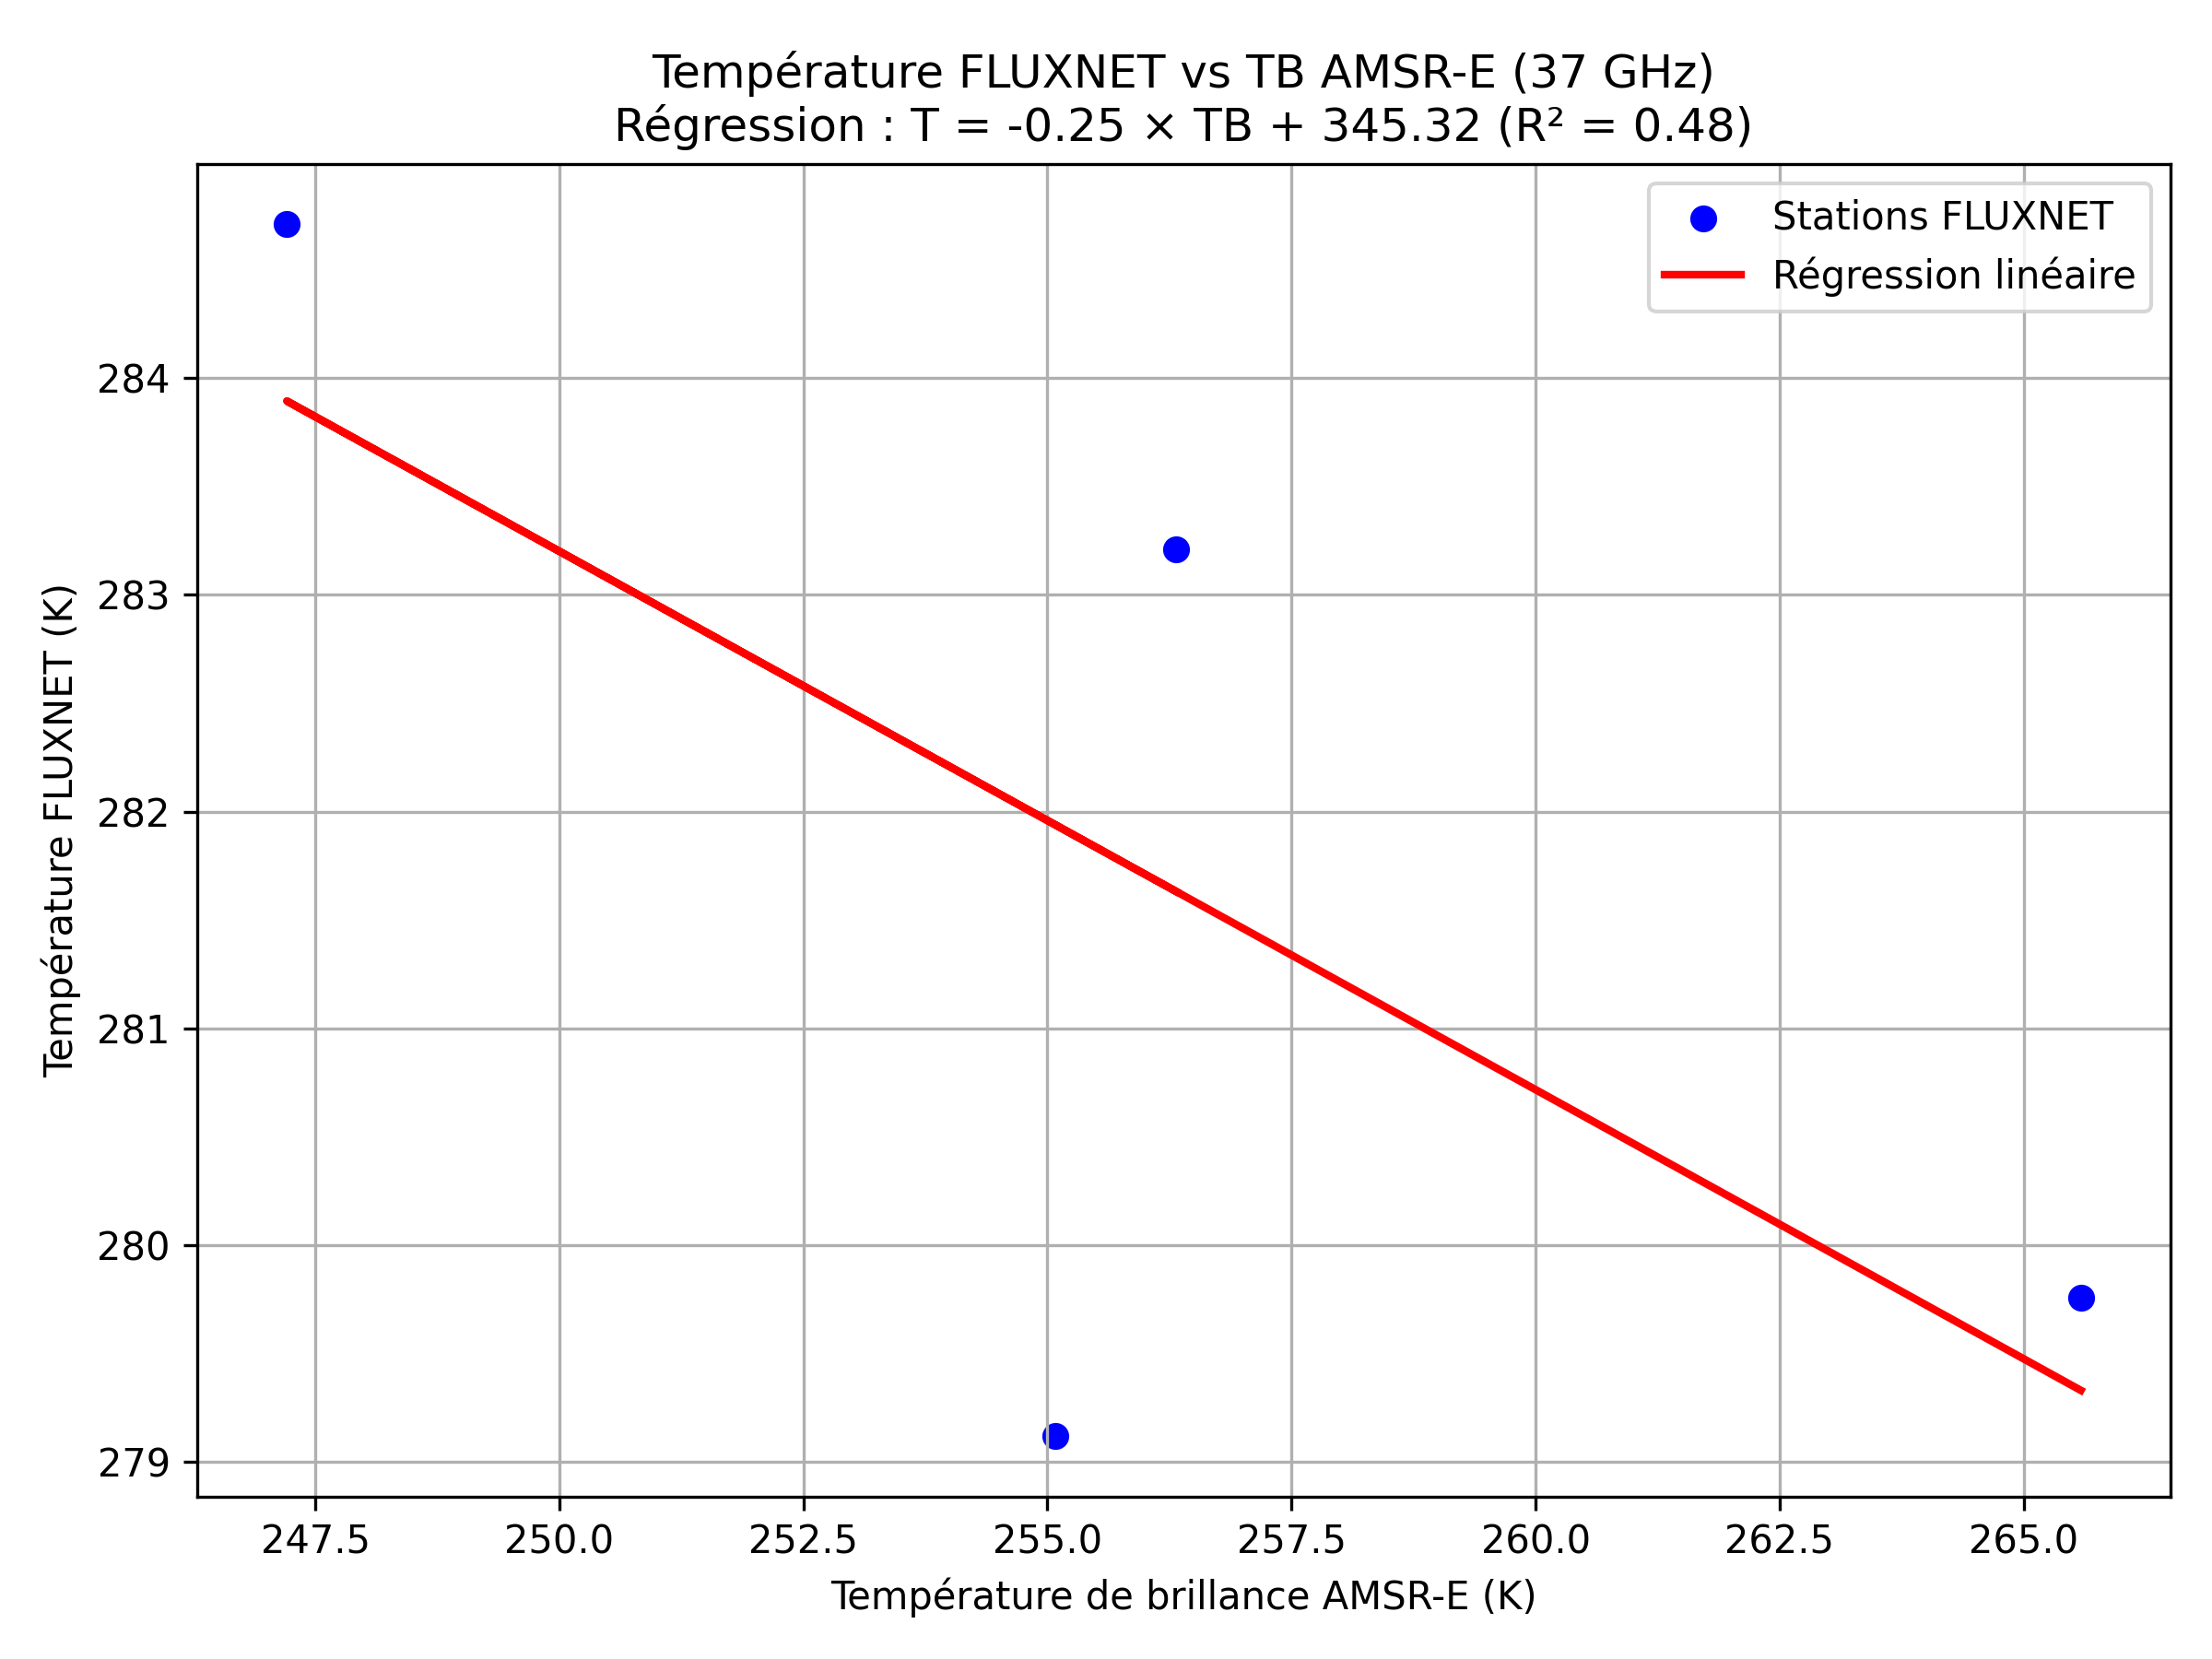 Température FLUXNET vs TB AMSR-E (37 GHz)
Régression : T = -0.25 × TB + 345.32 (R² = 0.48)
Stations FLUXNET
Régression linéaire
Température FLUXNET (K)
284
283
282
281
280
279
247.5
250.0
252.5
255.0
257.5
260.0
262.5
265.0
Température de brillance AMSR-E (K)